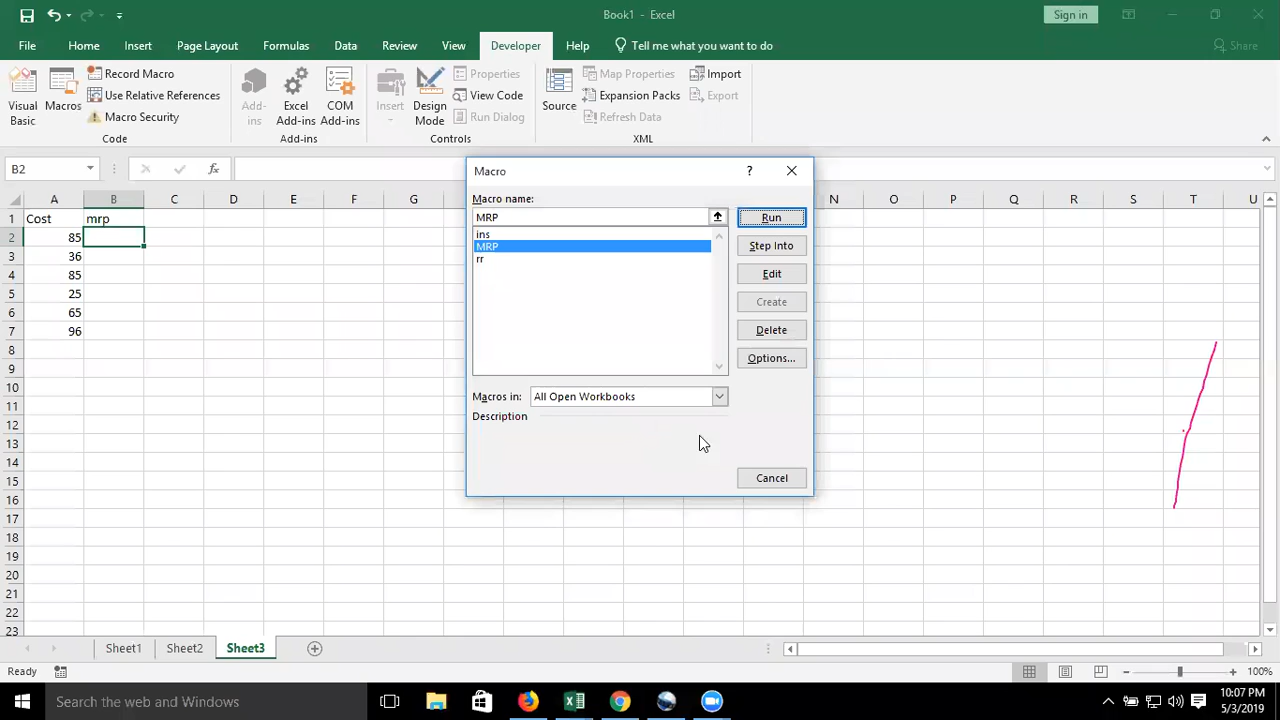 Book1 - Excel
Sign in
File Home Insert Page Layout Formulas Data Review View Developer Help Tell me what you want to do Share
Visual Basic
Macros
Record Macro
Use Relative References
Macro Security
Code
Add-ins
Excel Add-ins
COM Add-ins
Add-ins
Insert
Design Mode
Properties
View Code
Run Dialog
Controls
Source
Map Properties
Expansion Packs
Refresh Data
Import
Export
XML
B2
fx
A B C D E F G N O P Q R S T U
1 Cost mrp
2 85
3 36
4 85
5 25
6 65
7 96
8
9
10
11
12
13
14
15
16
17
18
19
20
21
22
23
Macro
?
Macro name:
MRP
ins
MRP
rr
Run
Step Into
Edit
Create
Delete
Options...
Macros in: All Open Workbooks
Description
Cancel
Sheet1 Sheet2 Sheet3
Ready
100%
Search the web and Windows
10:07 PM
5/3/2019